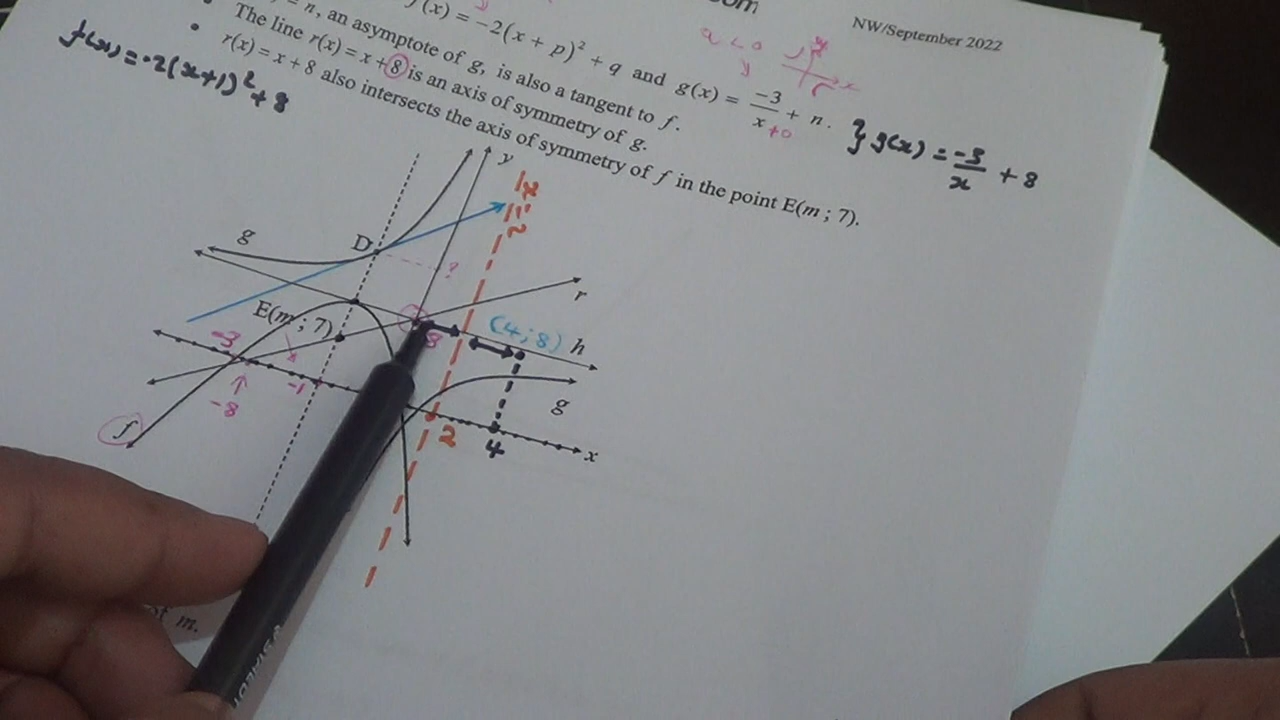 NW/September 2022
(x) = −2(x + p)² + q and g(x) = −3/x + n.
= n, an asymptote of g, is also a tangent to f.
The line r(x) = x + 8 is an axis of symmetry of g.
r(x) = x + 8 also intersects the axis of symmetry of f in the point E(m ; 7).
a < 0
y
x
+0
f(x) = -2(x+1)² + 8
} g(x) = -3/x + 8
y
g
D
?
r
E(m ; 7)
8
(4;8)
h
-3
-8
-1
g
f
2
4
x
m.